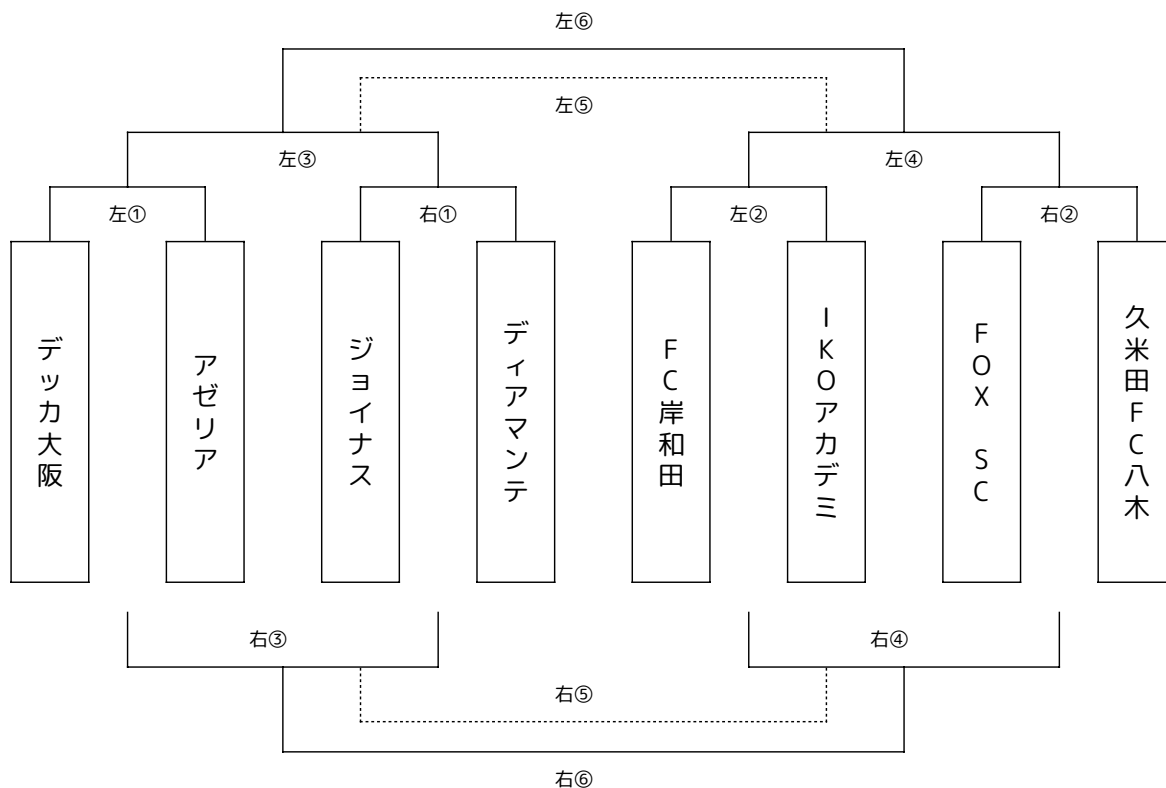 左⑥
左⑤
左③
左④
左①
右①
左②
右②
デッカ大阪
アゼリア
ジョイナス
ディアマンテ
FC岸和田
IKOアカデミ
FOX SC
久米田FC八木
右③
右④
右⑤
右⑥